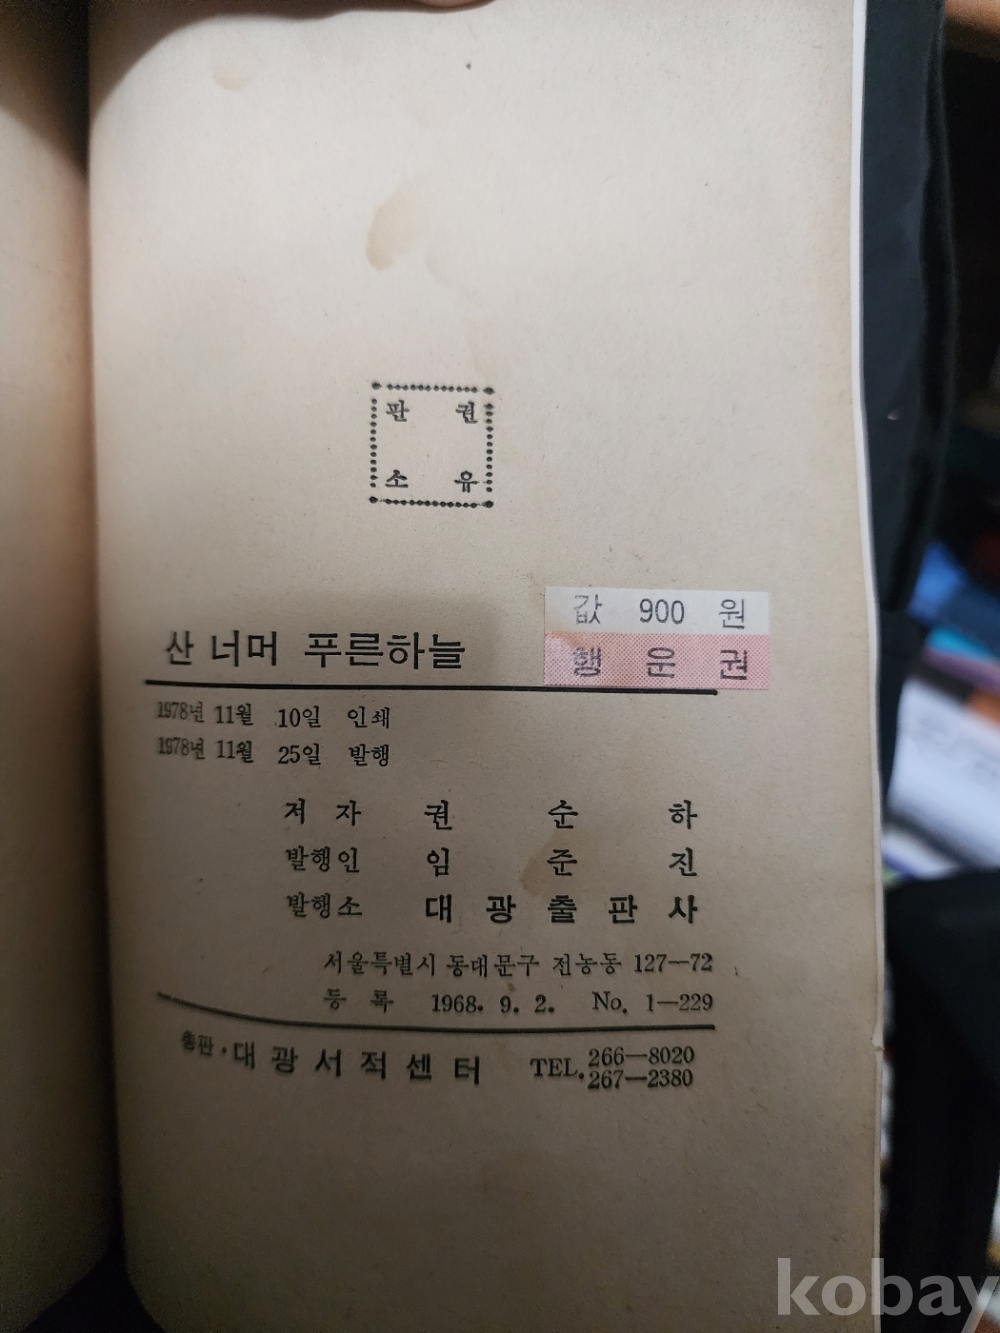 판 권
소 유
값 900 원
행 운 권
산 너머 푸른하늘
1978년 11월 10일 인쇄
1978년 11월 25일 발행
저 자 권 순 하
발행인 임 준 진
발행소 대 광 출 판 사
서울특별시 동대문구 전농동 127—72
등 록 1968. 9. 2. No. 1—229
총판・대 광 서 적 센 터 TEL. 266—8020
267—2380
kobay